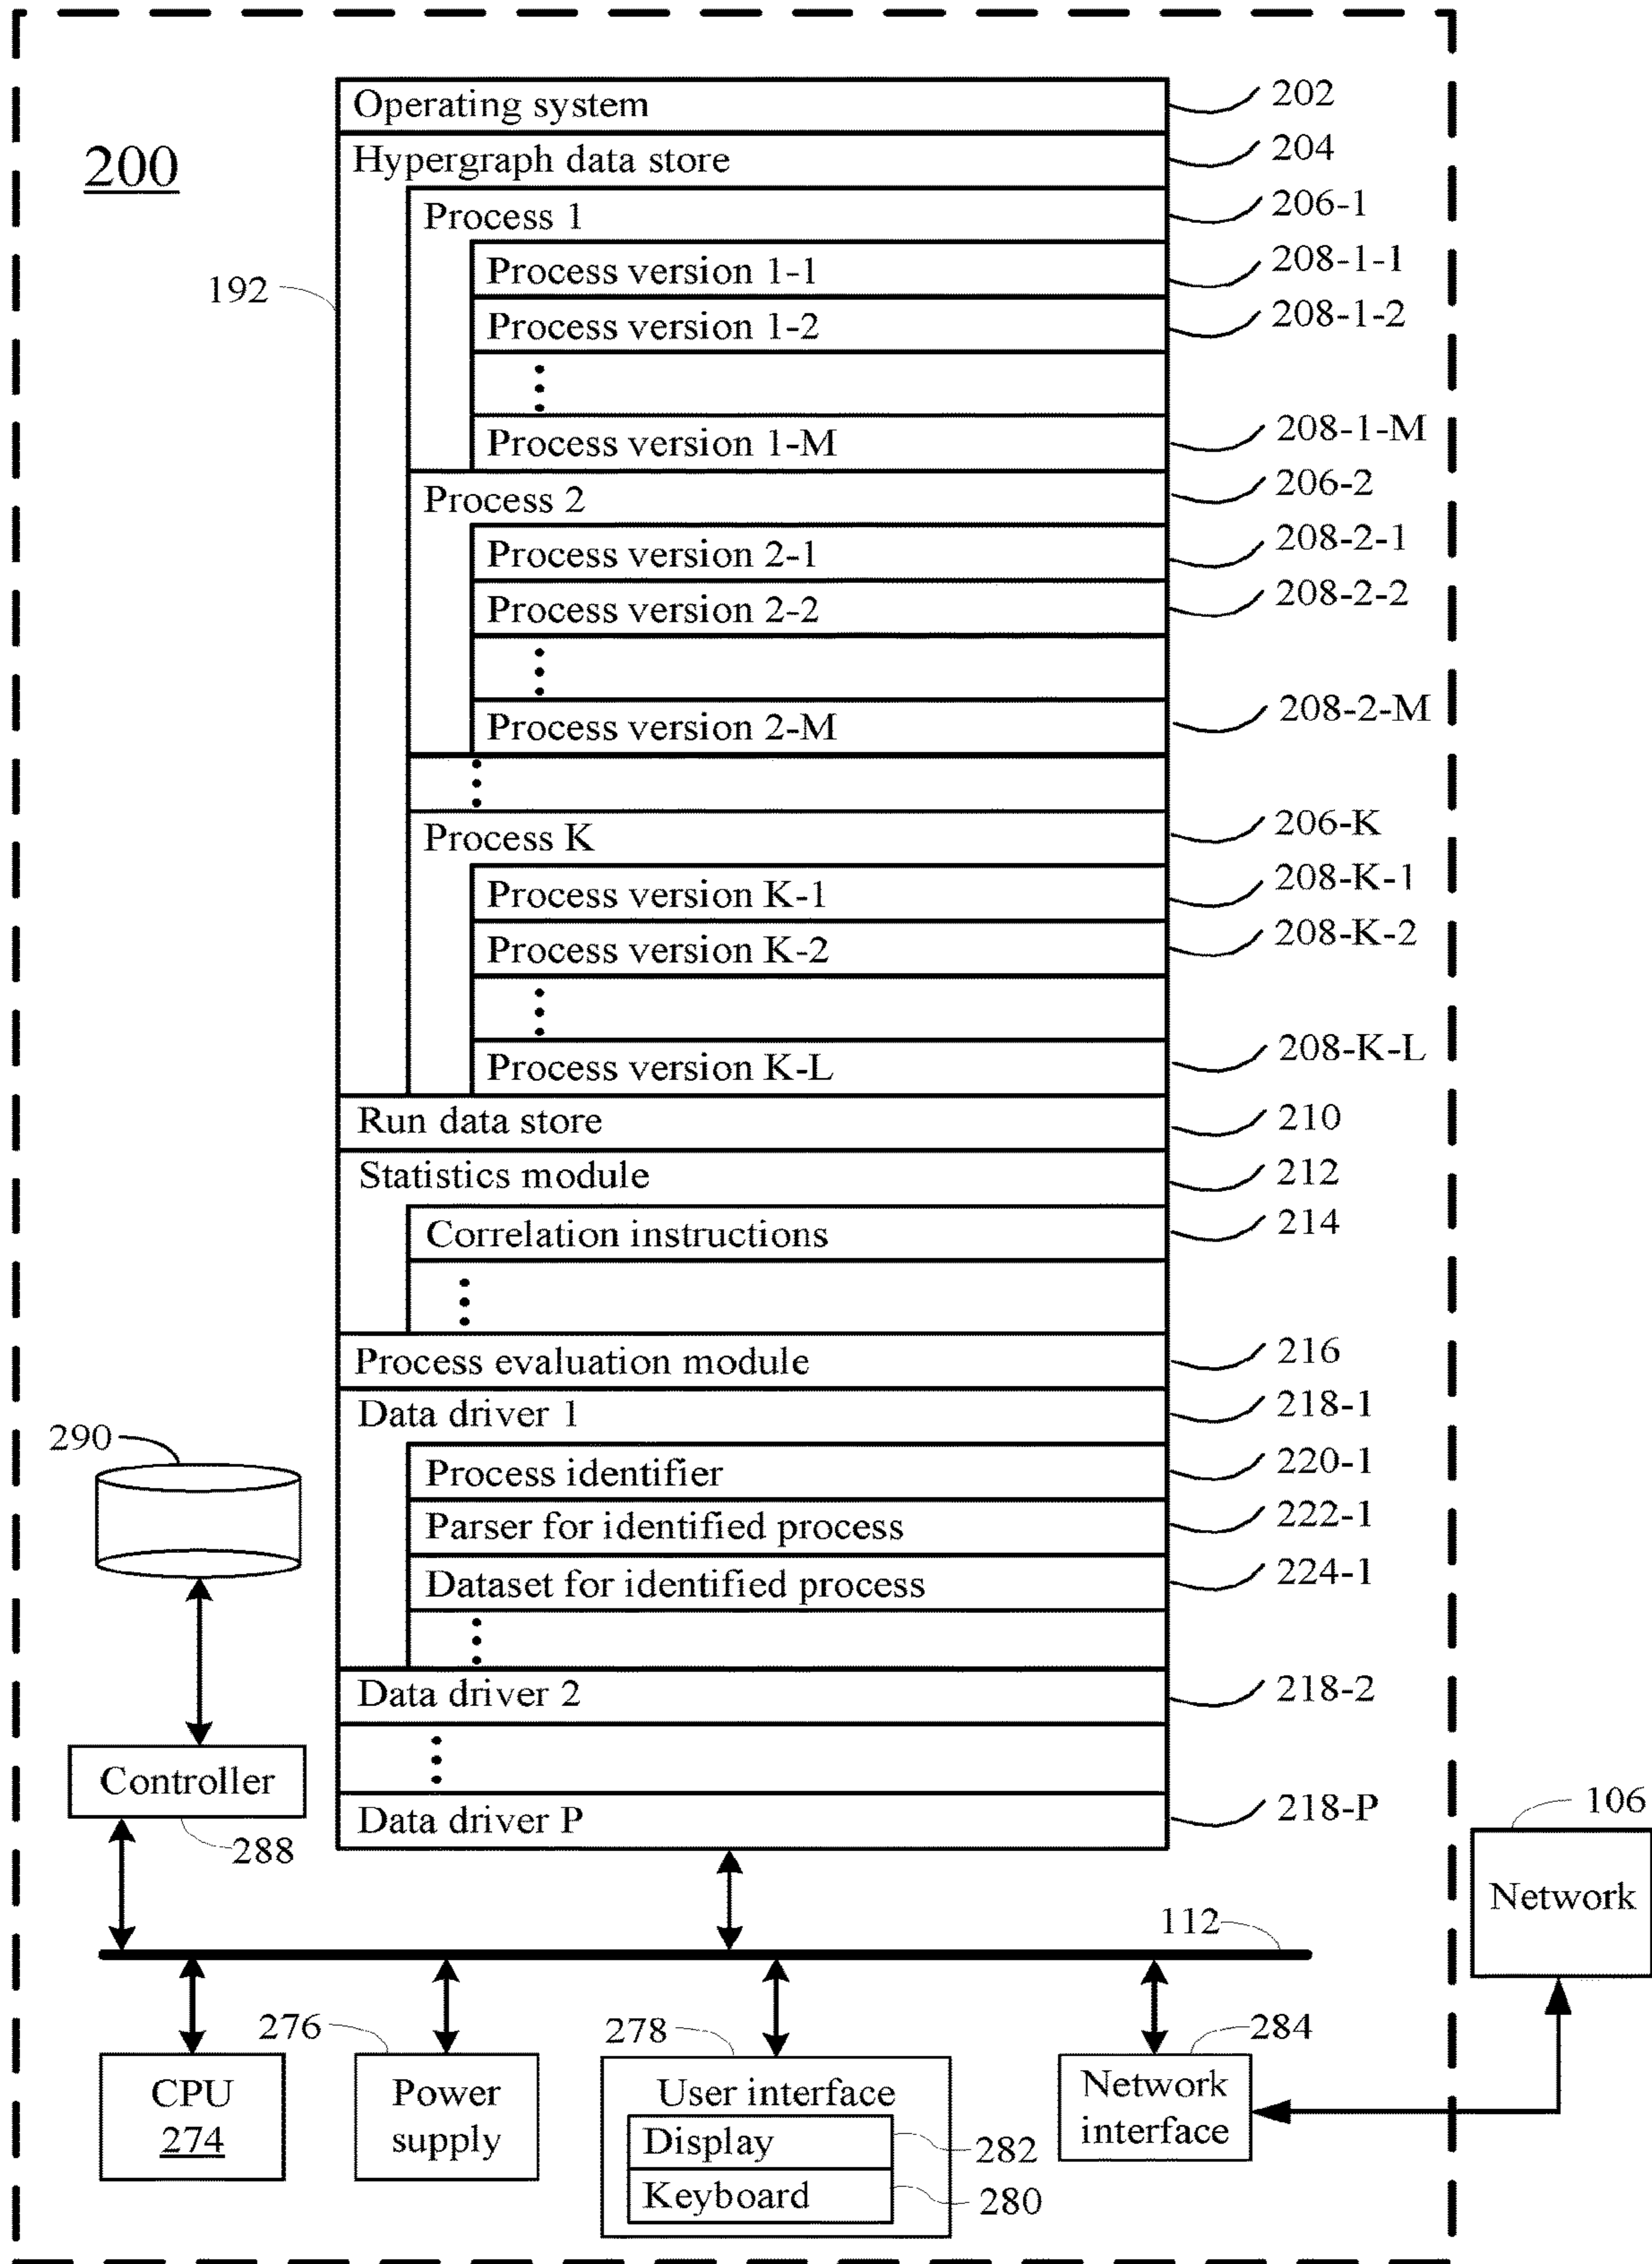 Operating system 202
200
Hypergraph data store 204
Process 1 206-1
192
Process version 1-1 208-1-1
Process version 1-2 208-1-2
Process version 1-M 208-1-M
Process 2 206-2
Process version 2-1 208-2-1
Process version 2-2 208-2-2
Process version 2-M 208-2-M
Process K 206-K
Process version K-1 208-K-1
Process version K-2 208-K-2
Process version K-L 208-K-L
Run data store 210
Statistics module 212
Correlation instructions 214
Process evaluation module 216
Data driver 1 218-1
290
Process identifier 220-1
Parser for identified process 222-1
Dataset for identified process 224-1
Data driver 2 218-2
Controller
288
Data driver P 218-P
106
Network
112
276
278
284
CPU
274
Power
supply
User interface
Display
282
Keyboard
280
Network
interface